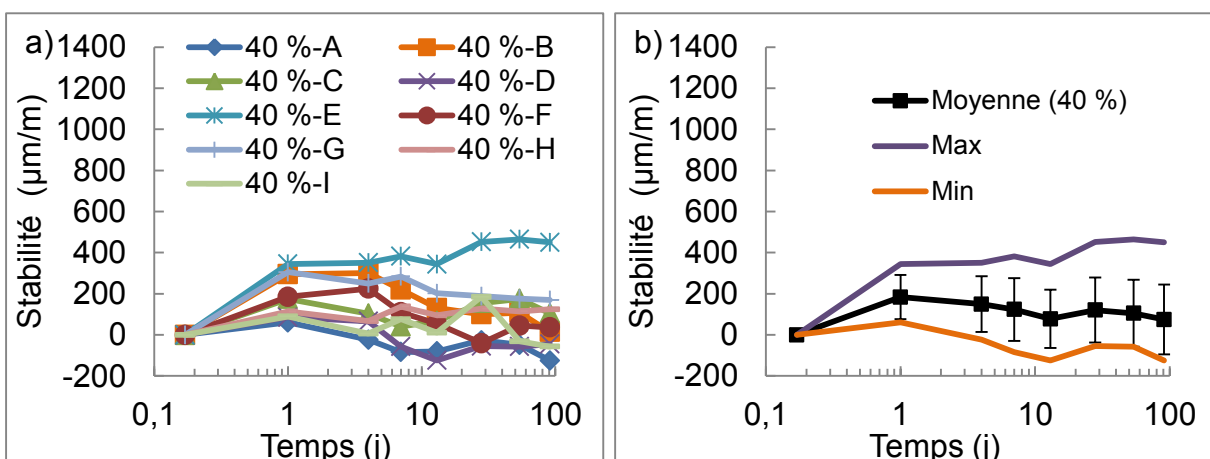 a)
40 %-A 40 %-B
40 %-C 40 %-D
40 %-E 40 %-F
40 %-G 40 %-H
40 %-I
Stabilité (µm/m)
1400
1200
1000
800
600
400
200
0
-200
0,1 1 10 100
Temps (j)
b)
Moyenne (40 %)
Max
Min
Stabilité (µm/m)
1400
1200
1000
800
600
400
200
0
-200
0,1 1 10 100
Temps (j)